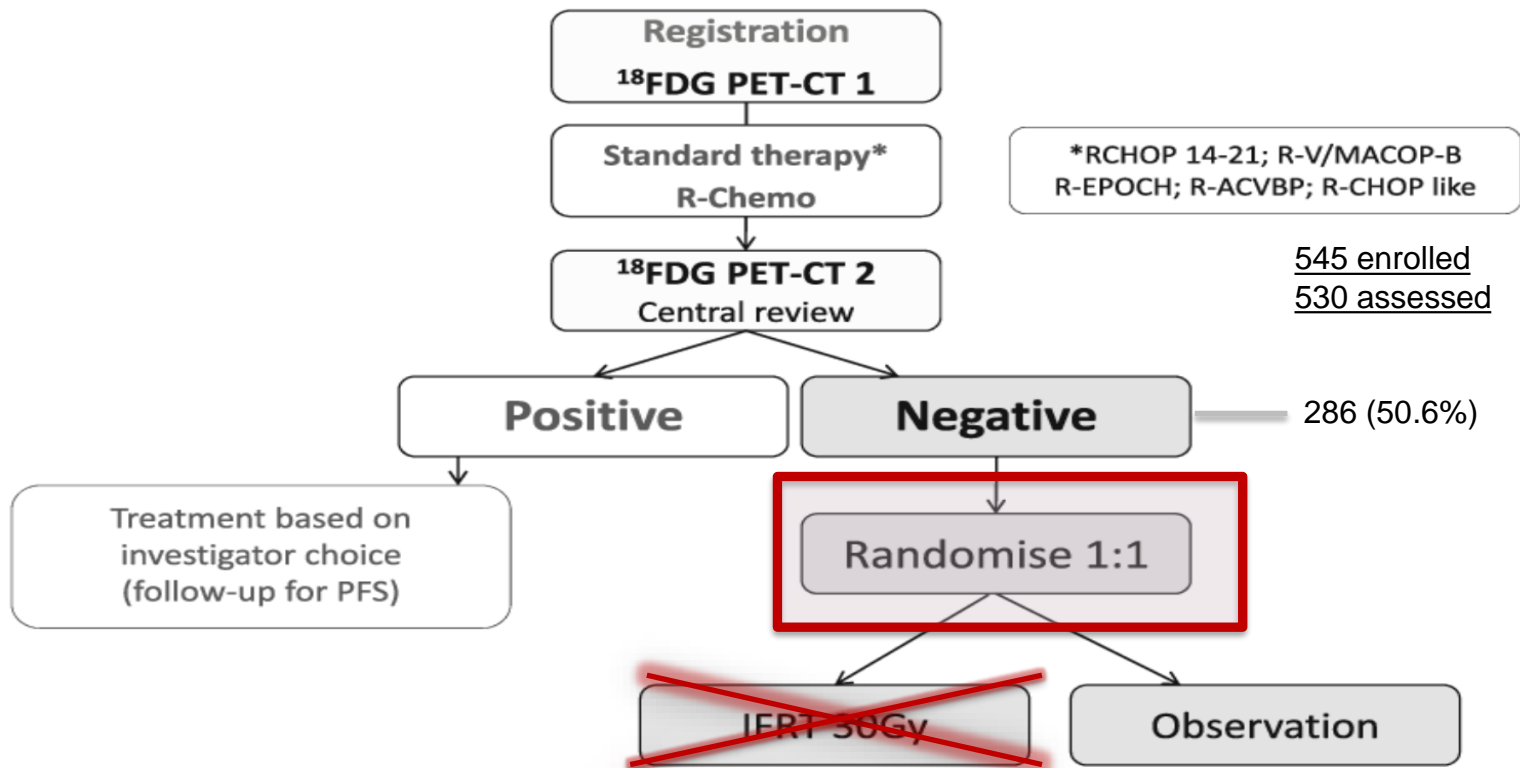 Registration
¹⁸FDG PET-CT 1
Standard therapy*
R-Chemo
*RCHOP 14-21; R-V/MACOP-B
R-EPOCH; R-ACVBP; R-CHOP like
¹⁸FDG PET-CT 2
Central review
545 enrolled
530 assessed
Positive
Negative
286 (50.6%)
Treatment based on
investigator choice
(follow-up for PFS)
Randomise 1:1
IFRT 30Gy
Observation